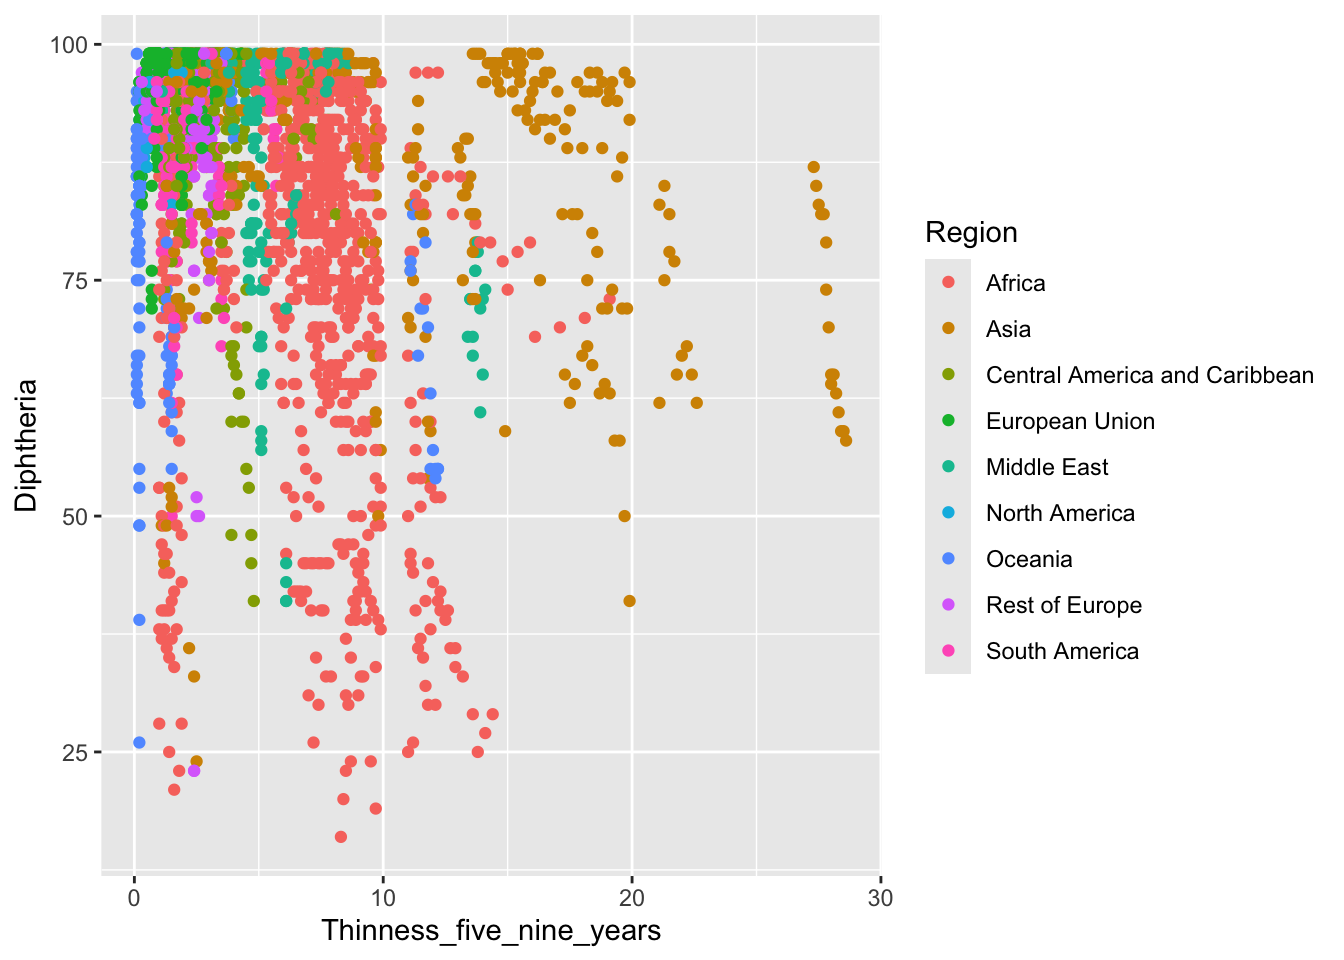 100
75
50
25
Diphtheria
0
10
20
30
Thinness_five_nine_years
Region
Africa
Asia
Central America and Caribbean
European Union
Middle East
North America
Oceania
Rest of Europe
South America